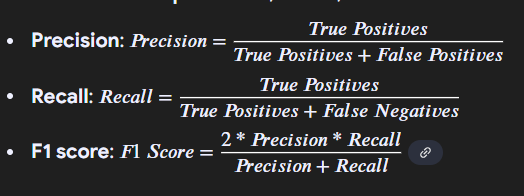 • Precision: Precision = True Positives / True Positives + False Positives
• Recall: Recall = True Positives / True Positives + False Negatives
• F1 score: F1 Score = 2 * Precision * Recall / Precision + Recall